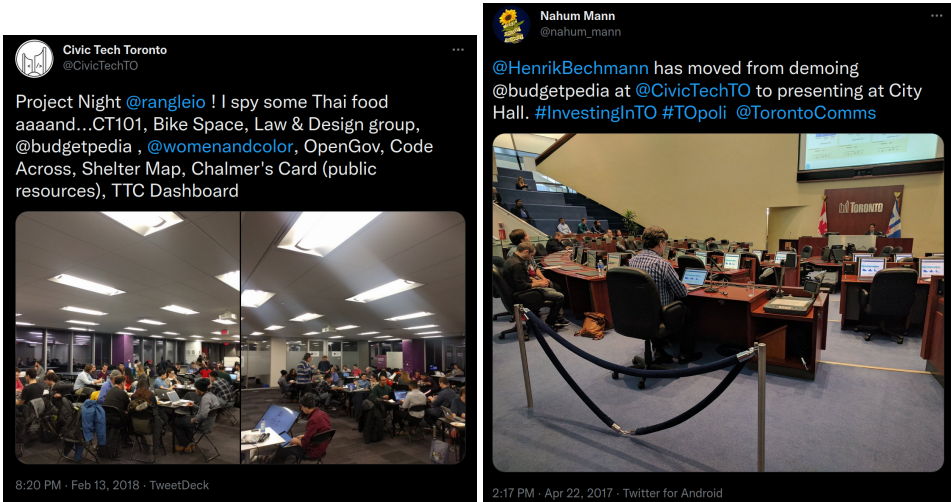 Civic Tech Toronto
@CivicTechTO
Project Night @rangleio ! I spy some Thai food
aaaand...CT101, Bike Space, Law & Design group,
@budgetpedia , @womenandcolor, OpenGov, Code
Across, Shelter Map, Chalmer's Card (public
resources), TTC Dashboard
8:20 PM · Feb 13, 2018 · TweetDeck
Nahum Mann
@nahum_mann
@HenrikBechmann has moved from demoing
@budgetpedia at @CivicTechTO to presenting at City
Hall. #InvestingInTO #TOpoli @TorontoComms
TORONTO
2:17 PM · Apr 22, 2017 · Twitter for Android